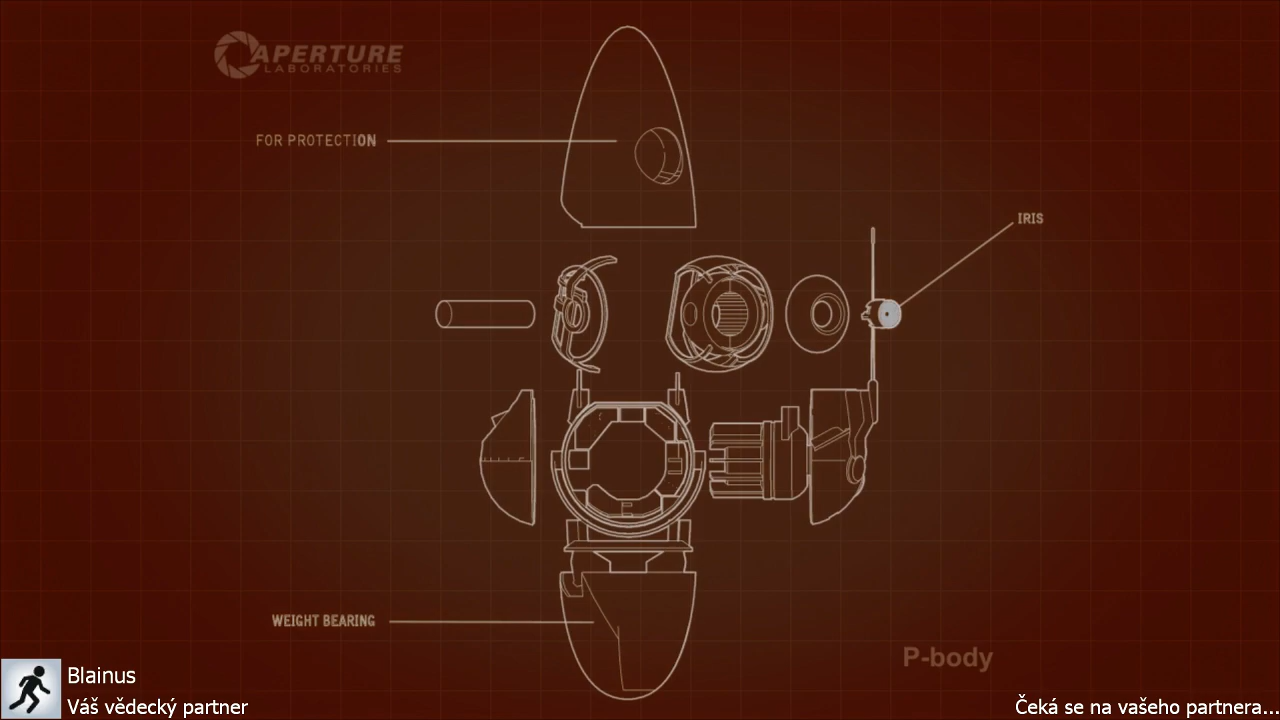 APERTURE
LABORATORIES
FOR PROTECTION
IRIS
WEIGHT BEARING
P-body
Blainus
Váš vědecký partner
Čeká se na vašeho partnera...